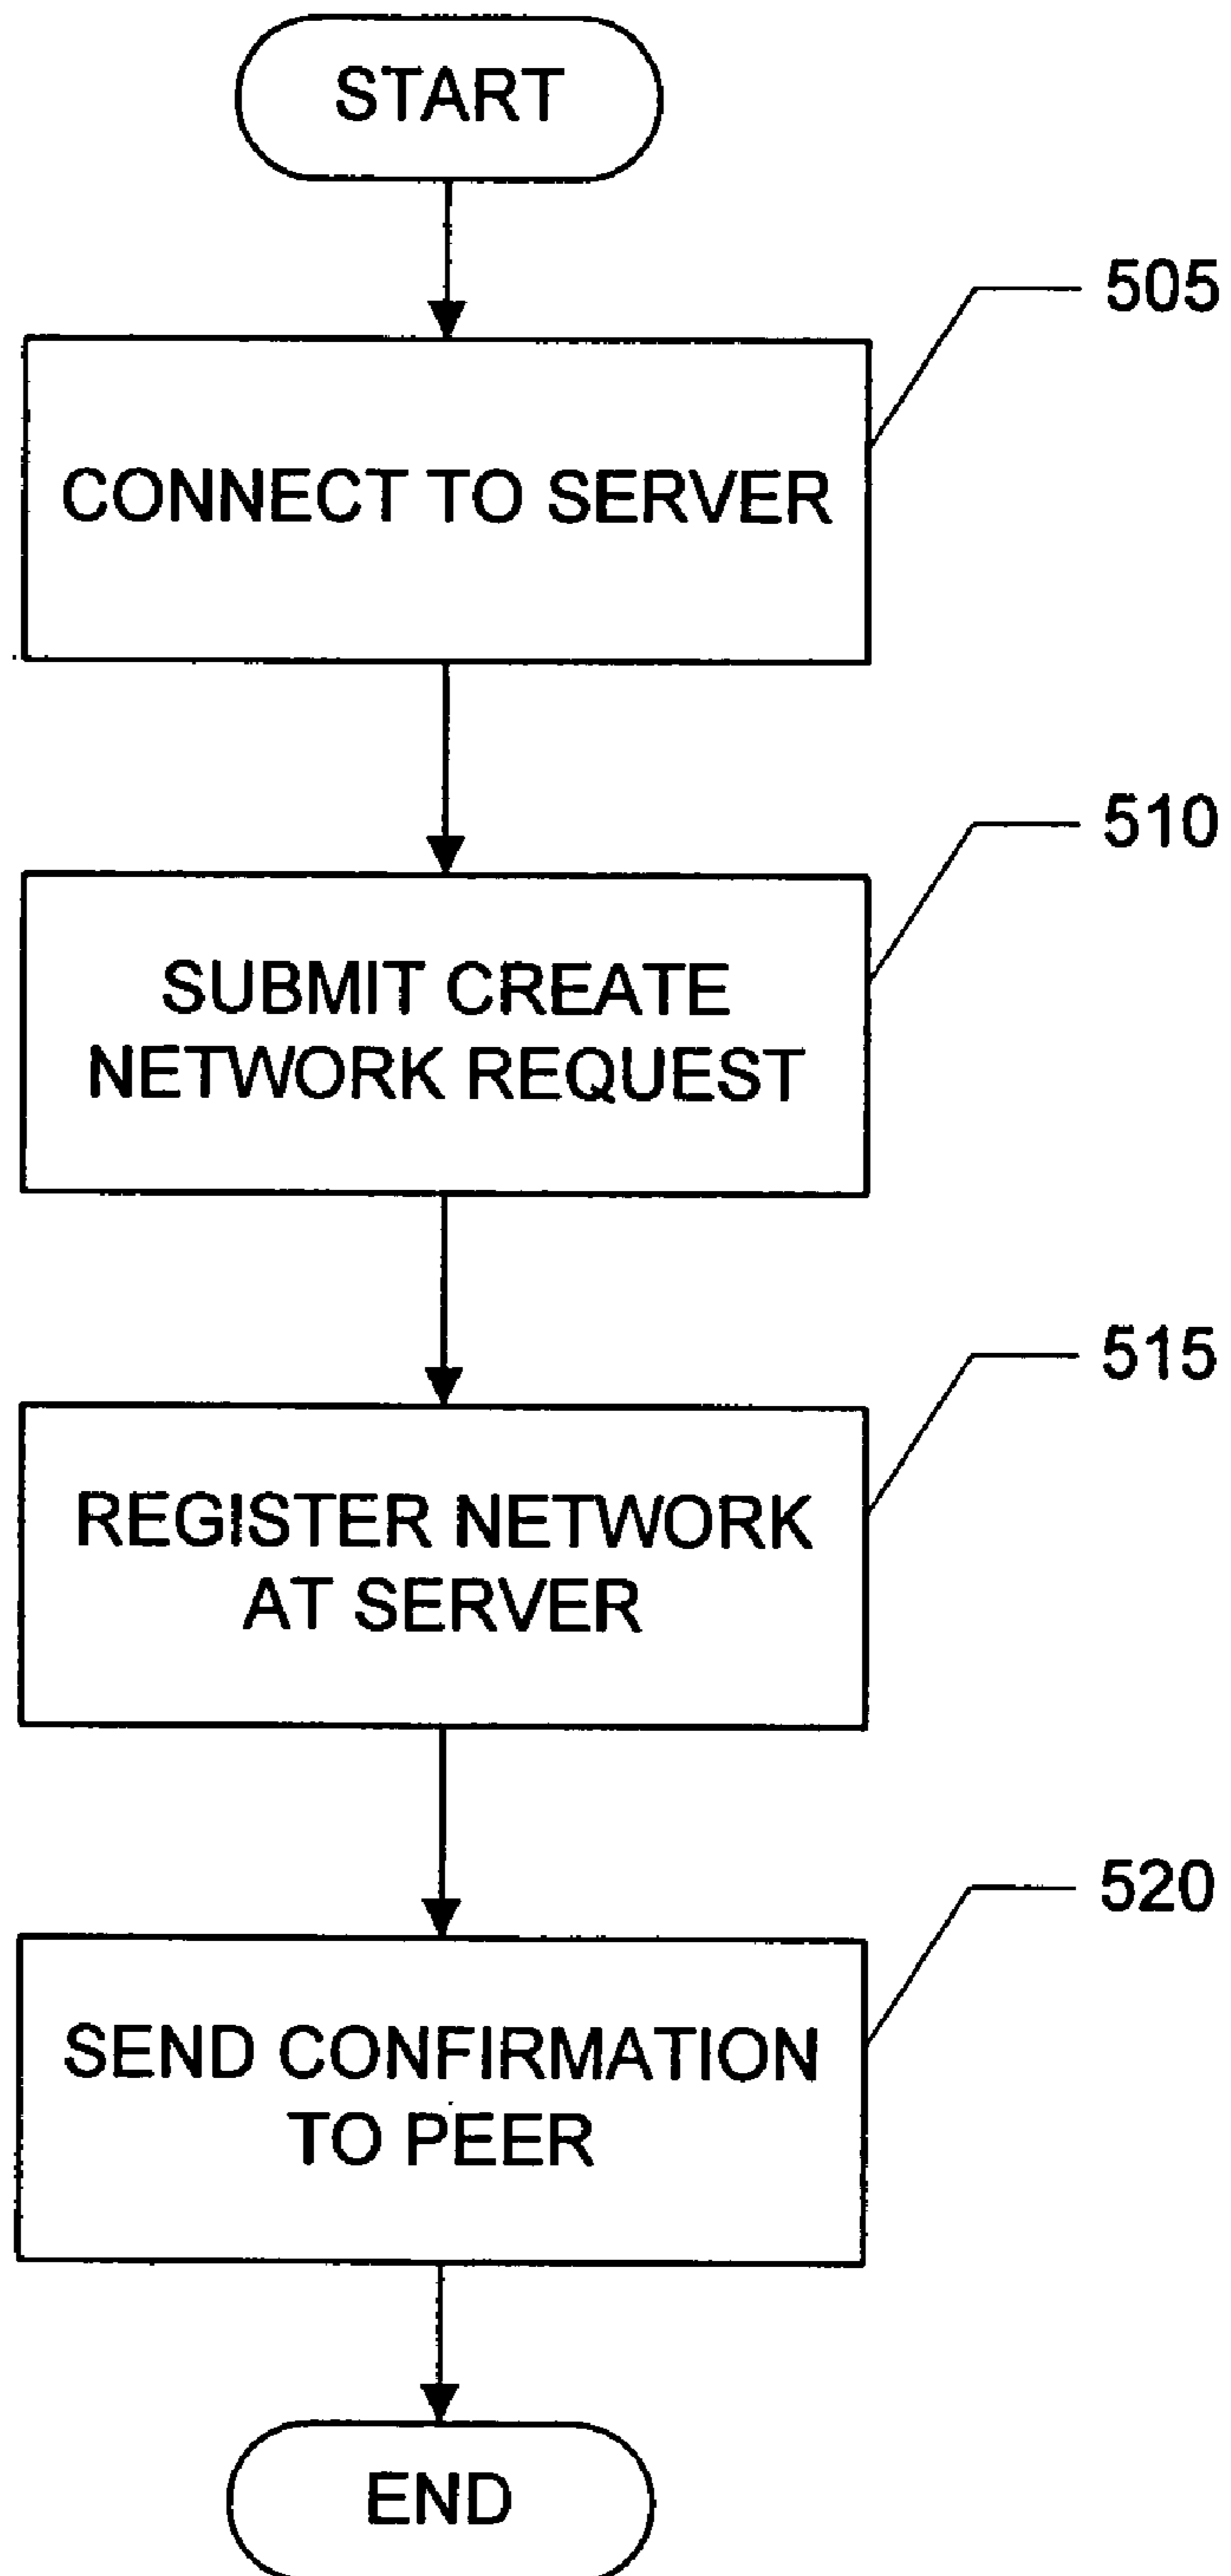 START
505
CONNECT TO SERVER
510
SUBMIT CREATE
NETWORK REQUEST
515
REGISTER NETWORK
AT SERVER
520
SEND CONFIRMATION
TO PEER
END